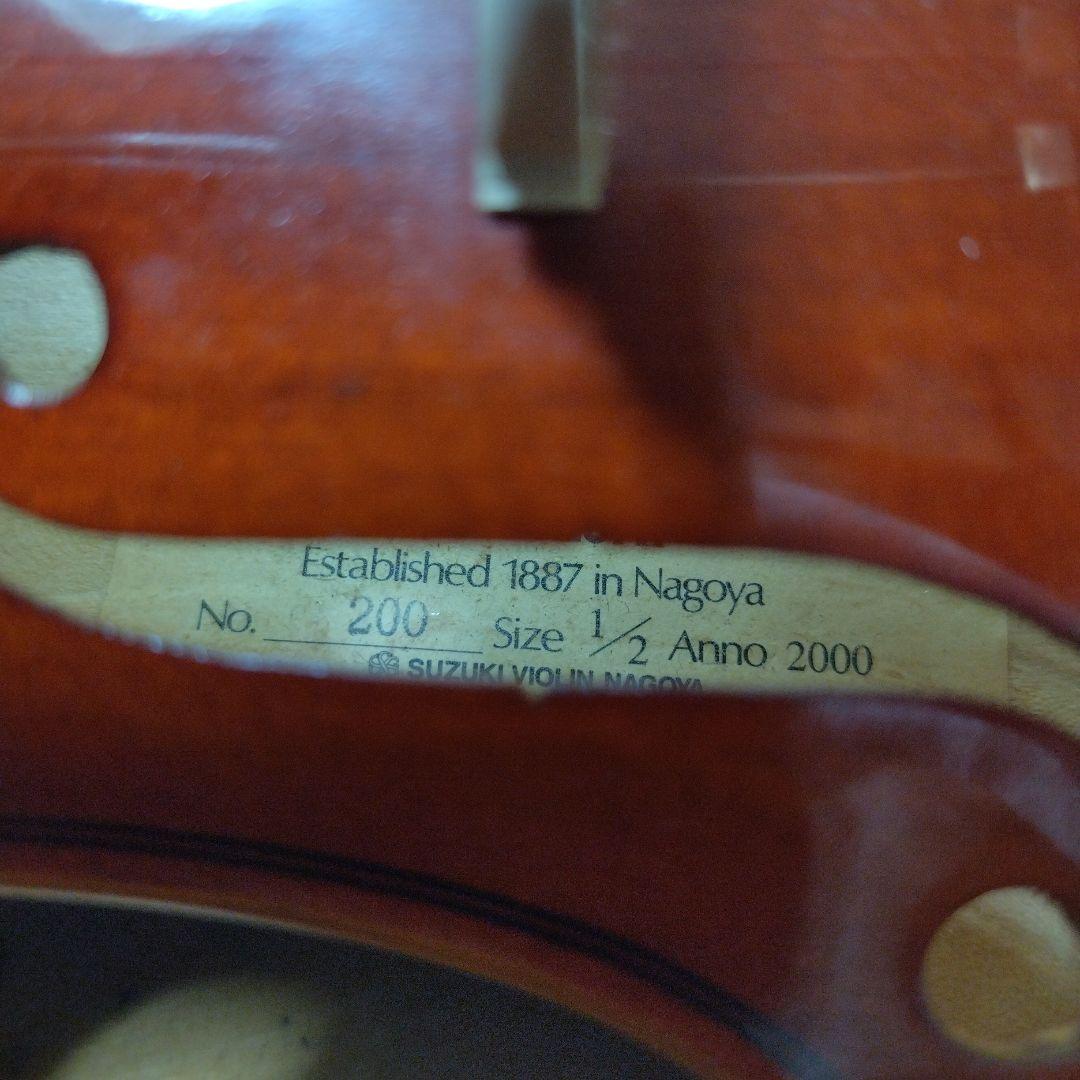 Established 1887 in Nagoya
No. 200 Size 1/2 Anno 2000
SUZUKI VIOLIN NAGOYA